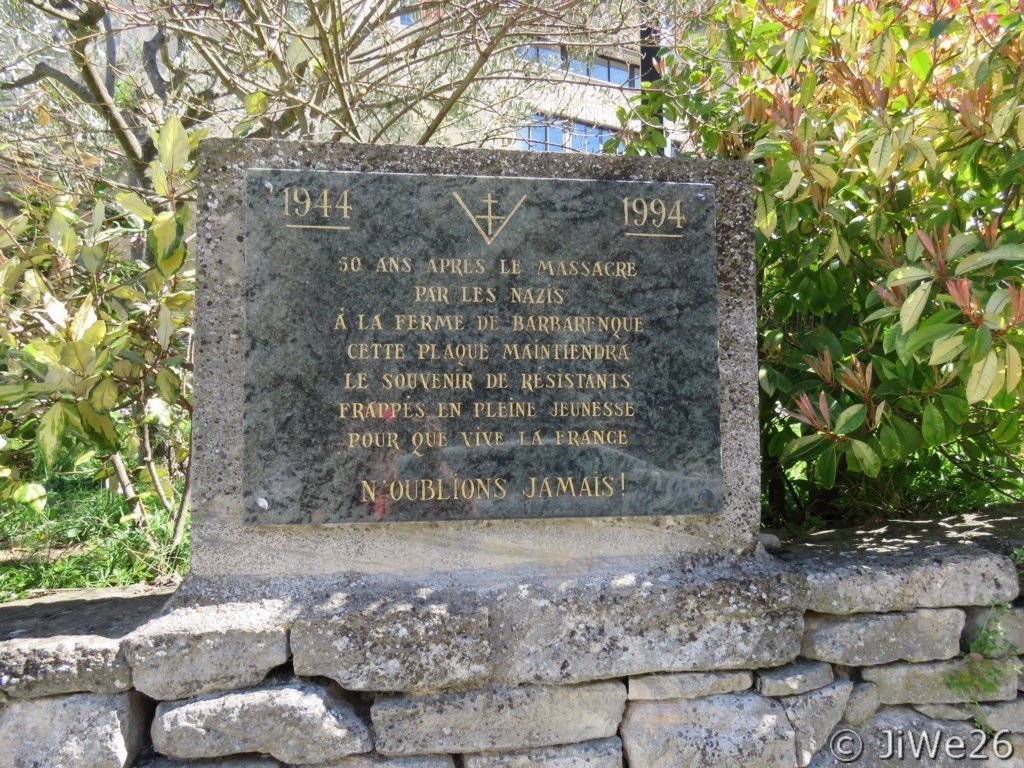 1944
1994
50 ANS APRES LE MASSACRE
PAR LES NAZIS
Á LA FERME DE BARBARENQUE
CETTE PLAQUE MAINTIENDRA
LE SOUVENIR DE RÉSISTANTS
FRAPPÉS EN PLEINE JEUNESSE
POUR QUE VIVE LA FRANCE
N'OUBLIONS JAMAIS !
© JiWe26